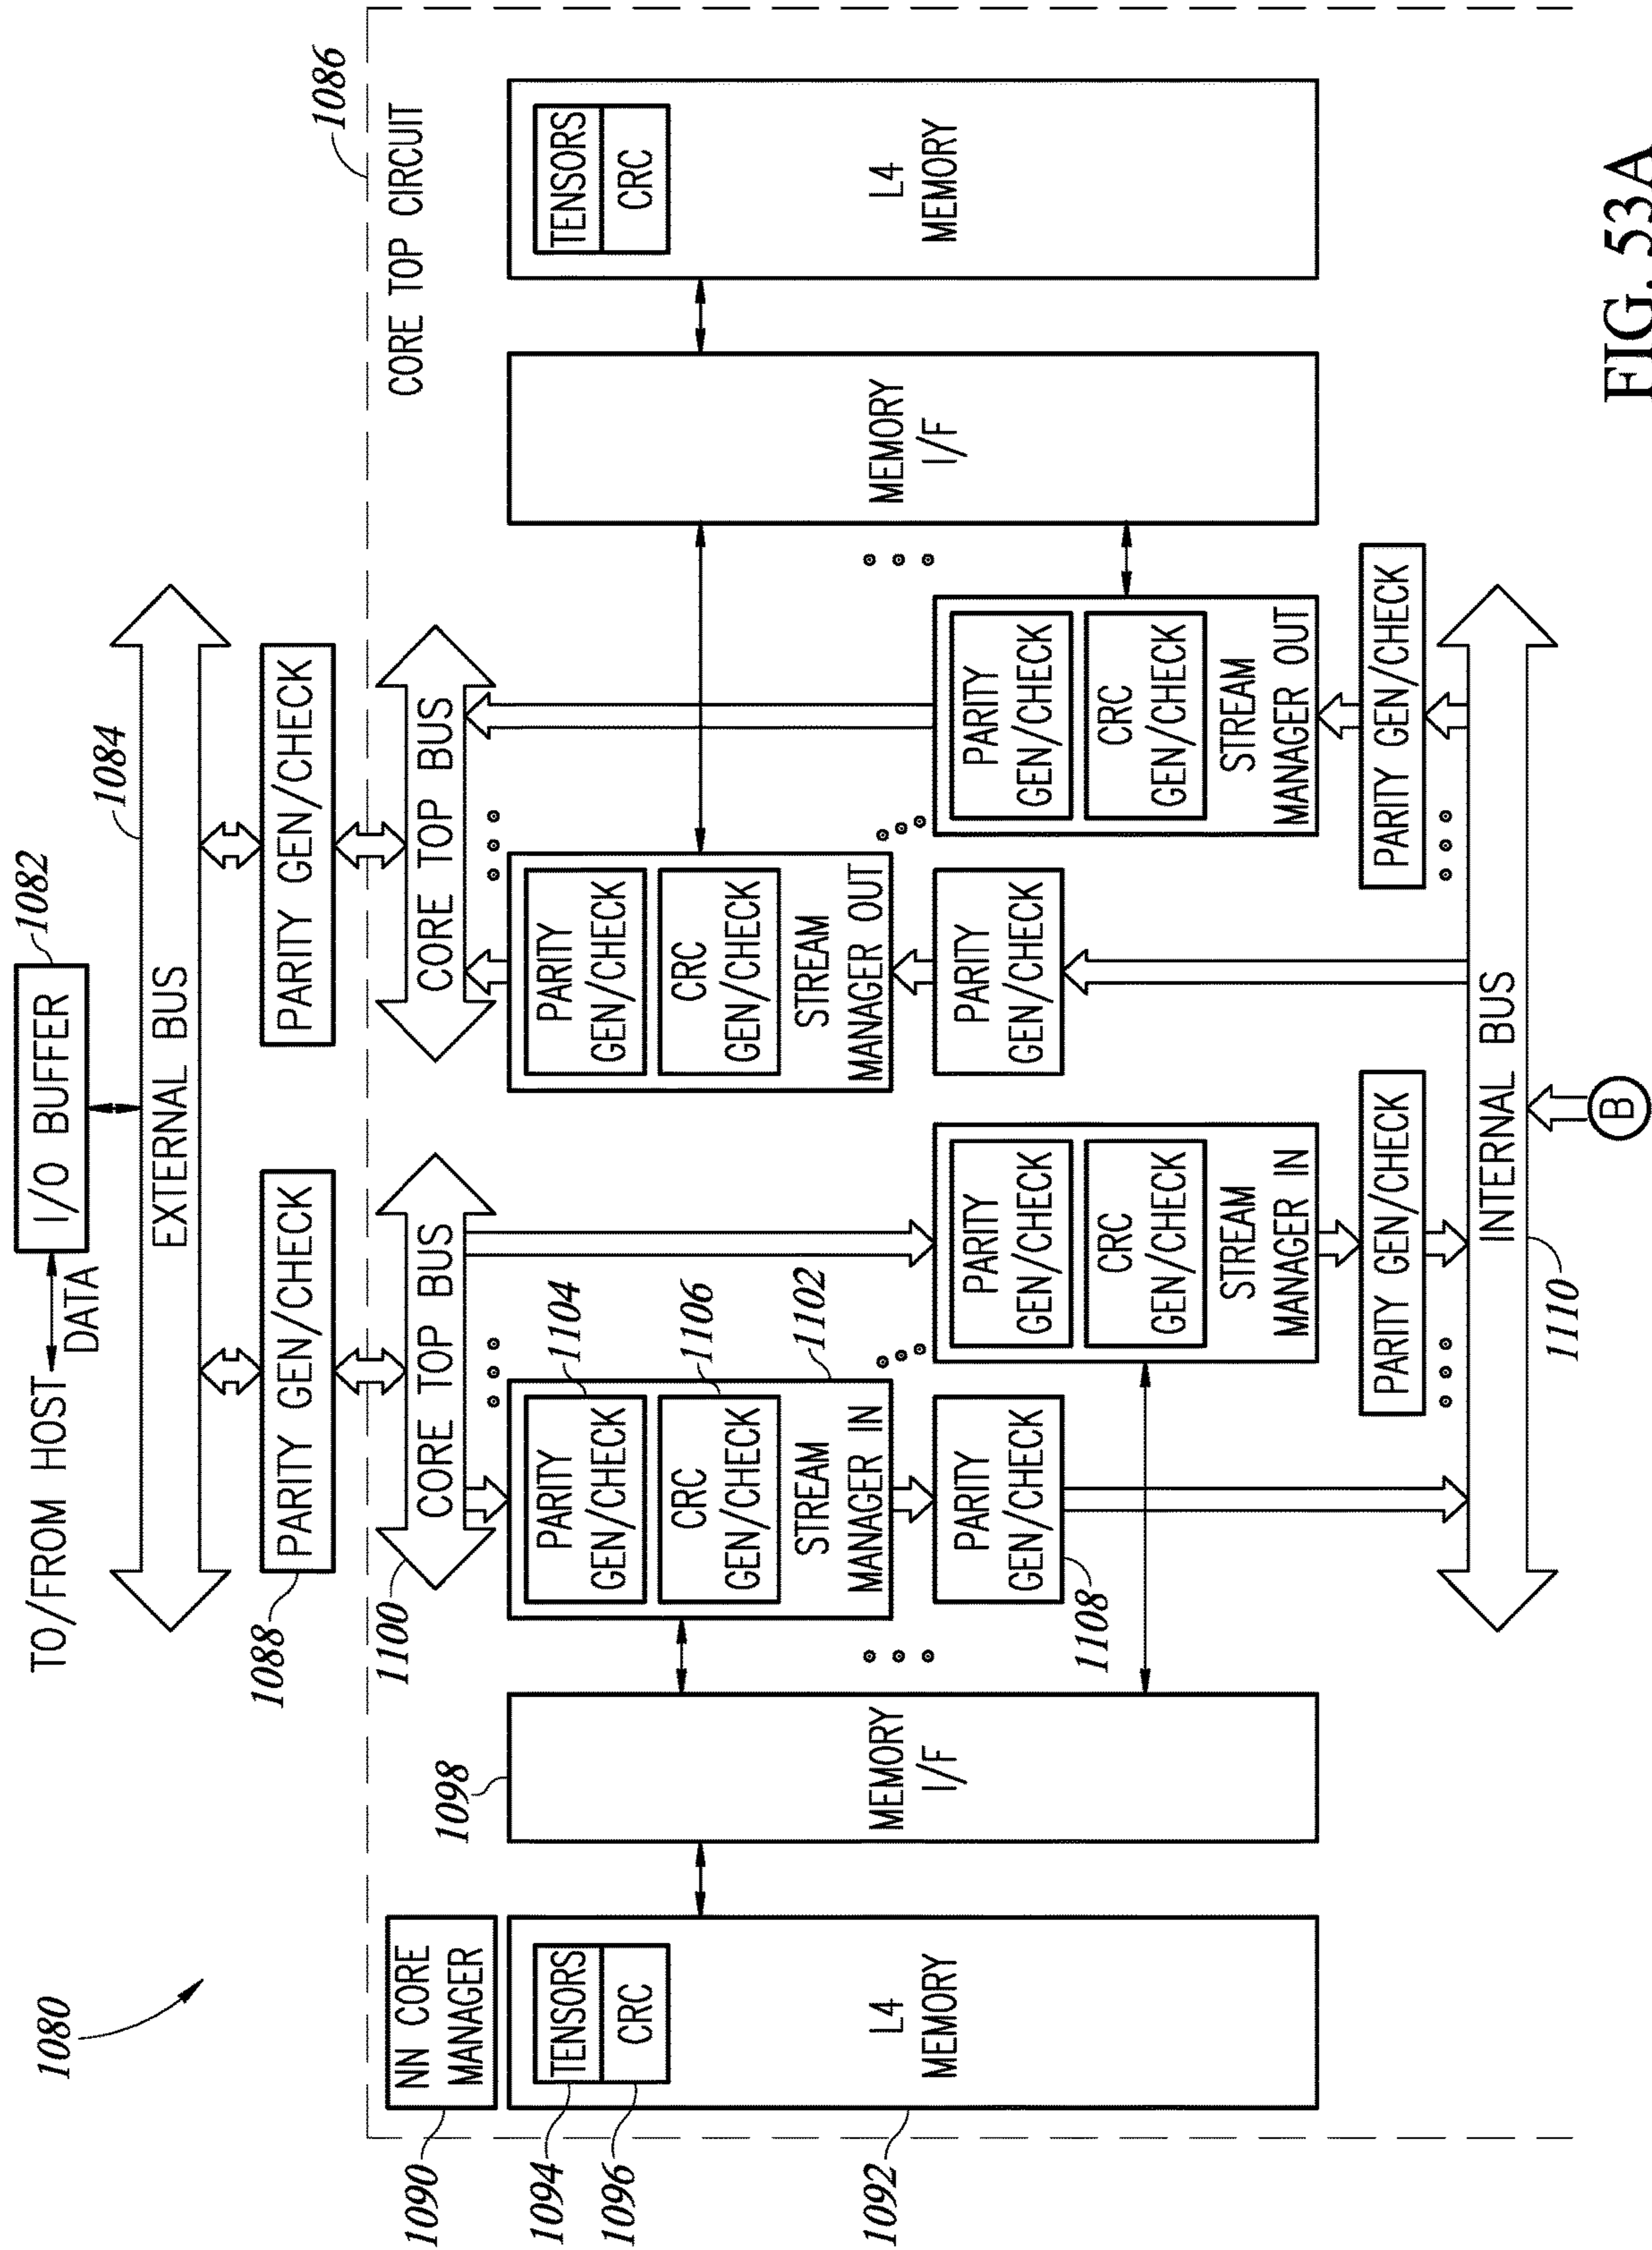 1080
TO/FROM HOST
DATA
I/O BUFFER
1082
EXTERNAL BUS
1084
1088
PARITY GEN/CHECK
PARITY GEN/CHECK
1086
CORE TOP CIRCUIT
1090
NN CORE
MANAGER
1100
CORE TOP BUS
CORE TOP BUS
1094
TENSORS
1096
CRC
L4
MEMORY
1092
1098
MEMORY
I/F
PARITY
GEN/CHECK
1104
CRC
GEN/CHECK
1106
STREAM
MANAGER IN
1102
PARITY
GEN/CHECK
1108
PARITY
GEN/CHECK
CRC
GEN/CHECK
STREAM
MANAGER IN
PARITY GEN/CHECK
PARITY
GEN/CHECK
CRC
GEN/CHECK
STREAM
MANAGER OUT
PARITY
GEN/CHECK
PARITY
GEN/CHECK
CRC
GEN/CHECK
STREAM
MANAGER OUT
PARITY GEN/CHECK
MEMORY
I/F
TENSORS
CRC
L4
MEMORY
INTERNAL BUS
1110
B
FIG. 53A